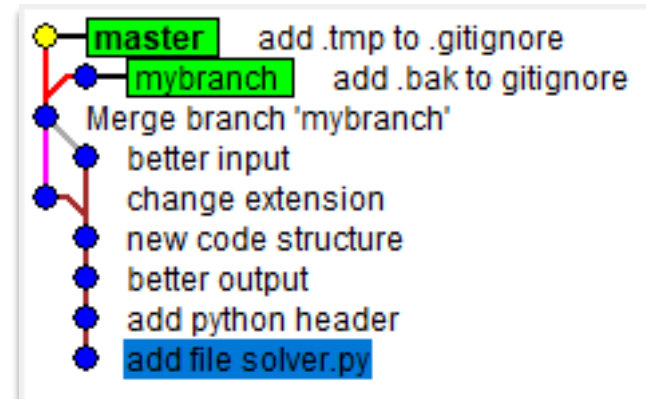 master add .tmp to .gitignore
mybranch add .bak to gitignore
Merge branch 'mybranch'
better input
change extension
new code structure
better output
add python header
add file solver.py